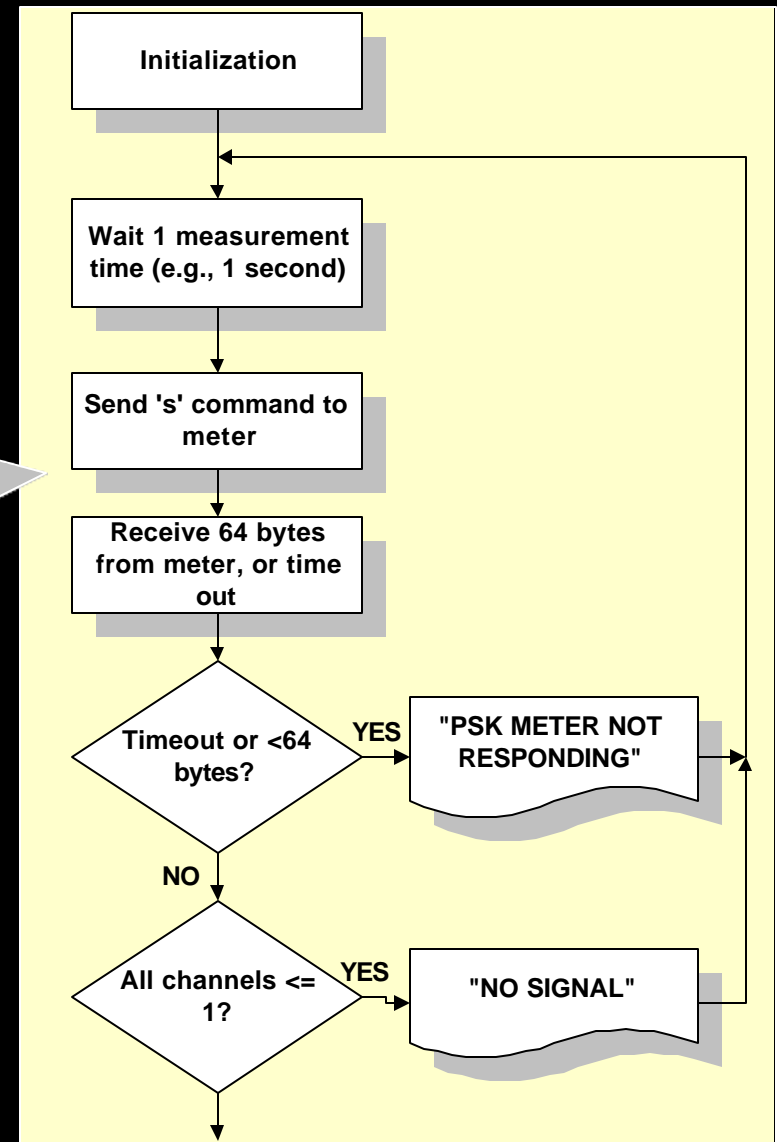 Initialization
Wait 1 measurement
time (e.g., 1 second)
Send 's' command to
meter
Receive 64 bytes
from meter, or time
out
Timeout or <64
bytes?
YES
"PSK METER NOT
RESPONDING"
NO
All channels <=
1?
YES
"NO SIGNAL"